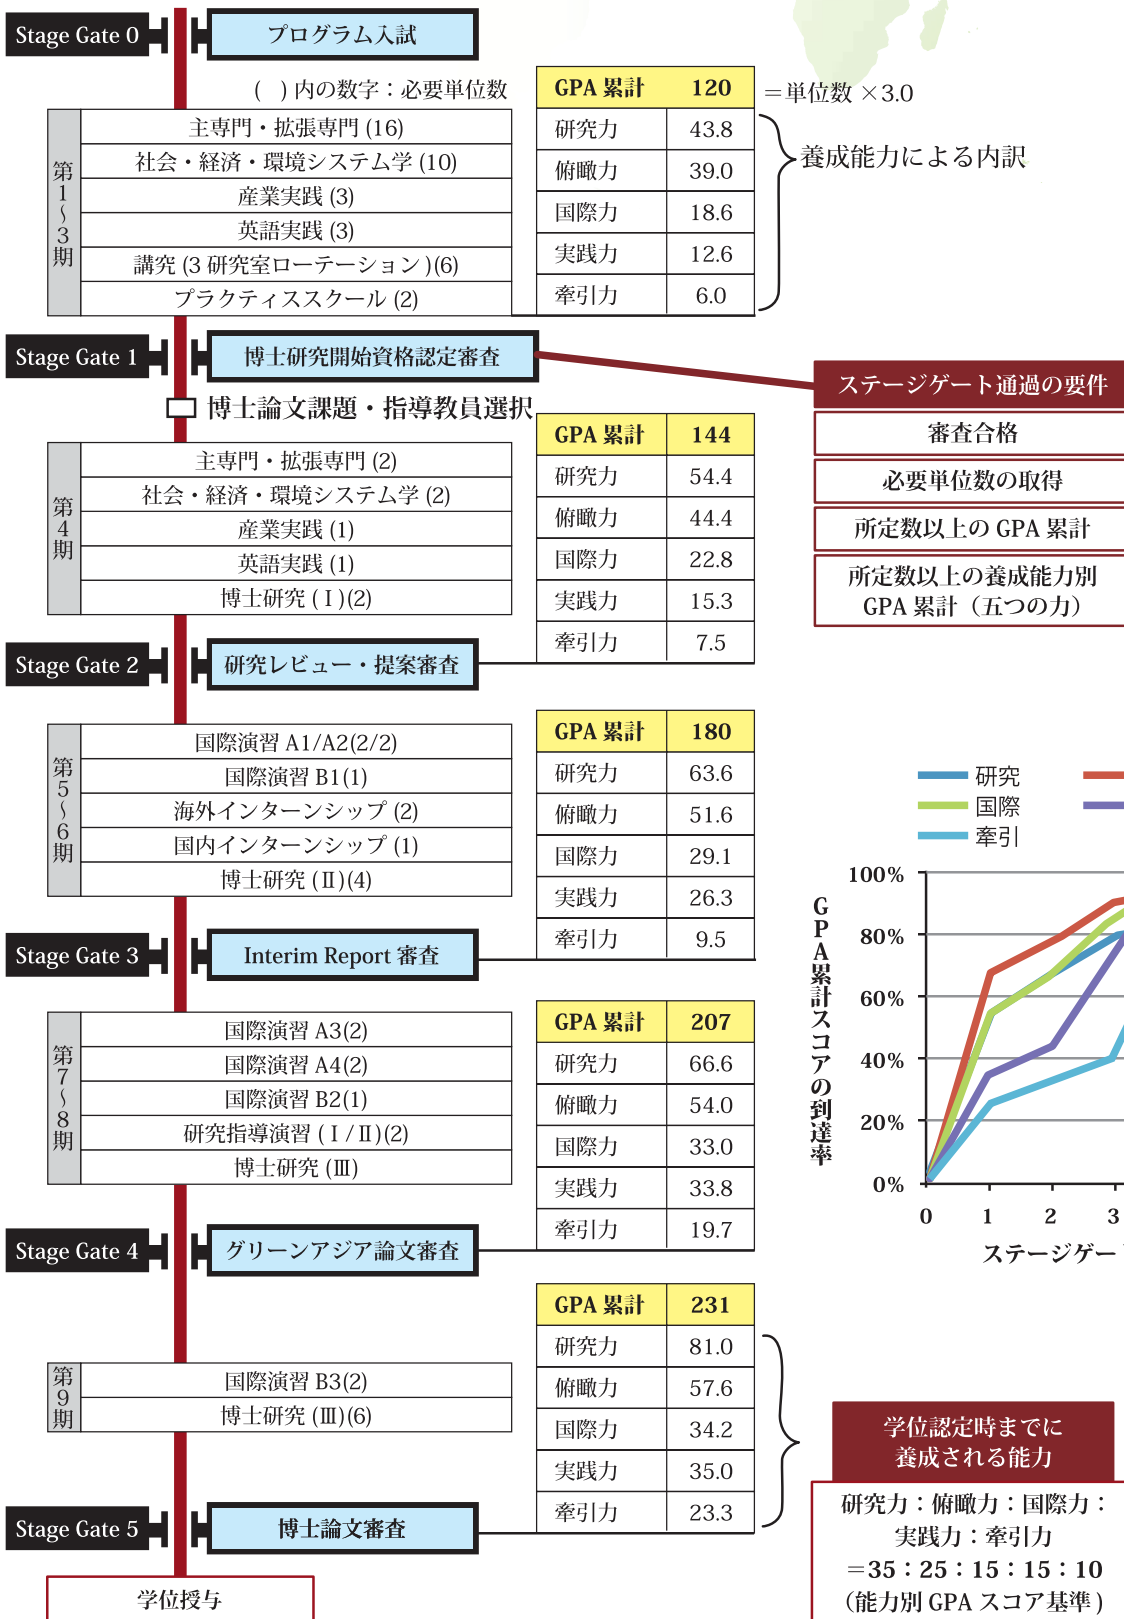 Stage Gate 0
プログラム入試
( )内の数字：必要単位数
GPA 累計 120
＝単位数 ×3.0
第1〜3期
主専門・拡張専門 (16)
社会・経済・環境システム学 (10)
産業実践 (3)
英語実践 (3)
講究 (3 研究室ローテーション )(6)
プラクティススクール (2)
研究力 43.8
俯瞰力 39.0
国際力 18.6
実践力 12.6
牽引力 6.0
養成能力による内訳
Stage Gate 1
博士研究開始資格認定審査
ステージゲート通過の要件
審査合格
必要単位数の取得
所定数以上の GPA 累計
所定数以上の養成能力別
GPA 累計（五つの力）
博士論文課題・指導教員選択
GPA 累計 144
第4期
主専門・拡張専門 (2)
社会・経済・環境システム学 (2)
産業実践 (1)
英語実践 (1)
博士研究 ( Ⅰ )(2)
研究力 54.4
俯瞰力 44.4
国際力 22.8
実践力 15.3
牽引力 7.5
Stage Gate 2
研究レビュー・提案審査
GPA 累計 180
第5〜6期
国際演習 A1/A2(2/2)
国際演習 B1(1)
海外インターンシップ (2)
国内インターンシップ (1)
博士研究 (Ⅱ)(4)
研究力 63.6
俯瞰力 51.6
国際力 29.1
実践力 26.3
牽引力 9.5
研究
国際
牽引
GPA累計スコアの到達率
100%
80%
60%
40%
20%
0%
0 1 2 3
ステージゲー
Stage Gate 3
Interim Report 審査
GPA 累計 207
第7〜8期
国際演習 A3(2)
国際演習 A4(2)
国際演習 B2(1)
研究指導演習 ( Ⅰ / Ⅱ )(2)
博士研究 (Ⅲ)
研究力 66.6
俯瞰力 54.0
国際力 33.0
実践力 33.8
牽引力 19.7
Stage Gate 4
グリーンアジア論文審査
GPA 累計 231
第9期
国際演習 B3(2)
博士研究 (Ⅲ)(6)
研究力 81.0
俯瞰力 57.6
国際力 34.2
実践力 35.0
牽引力 23.3
学位認定時までに
養成される能力
研究力：俯瞰力：国際力：
実践力：牽引力
＝35：25：15：15：10
（能力別 GPA スコア基準 )
Stage Gate 5
博士論文審査
学位授与